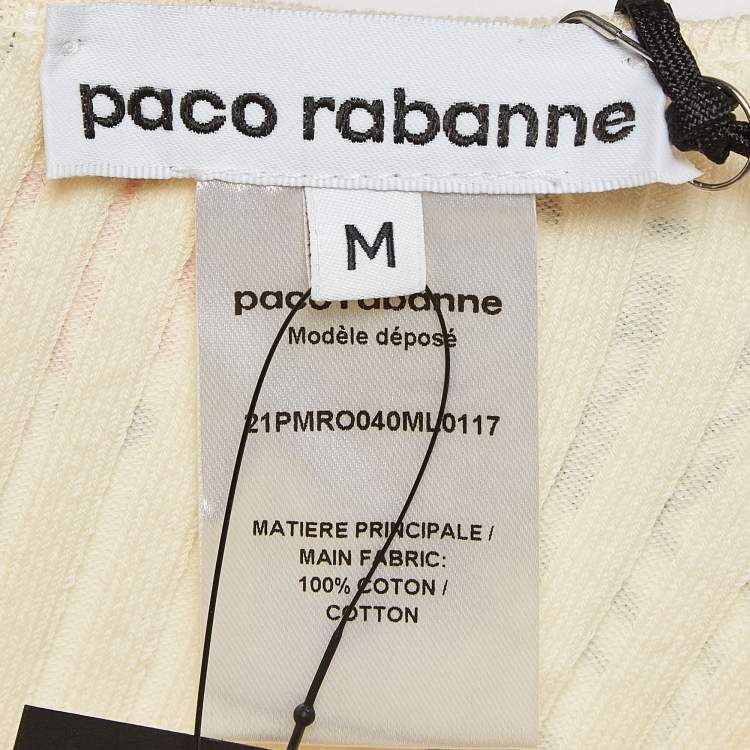 paco rabanne
M
paco rabanne
Modèle déposé
21PMRO040ML0117
MATIERE PRINCIPALE /
MAIN FABRIC:
100% COTON /
COTTON